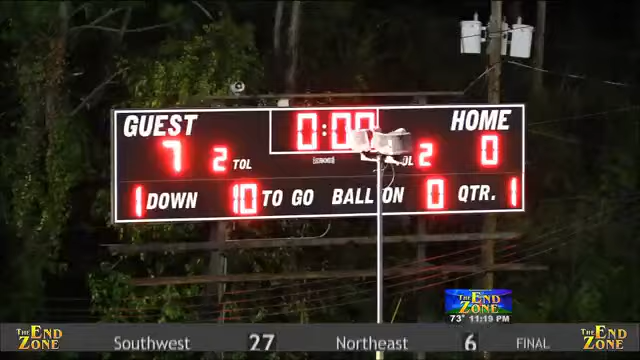 GUEST 0:00 HOME
7 2 TOL TOL 2 0
1 DOWN 10 TO GO BALL ON 0 QTR. 1
THE END ZONE
73° 11:19 PM
THE END ZONE Southwest 27 Northeast 6 FINAL THE END ZONE